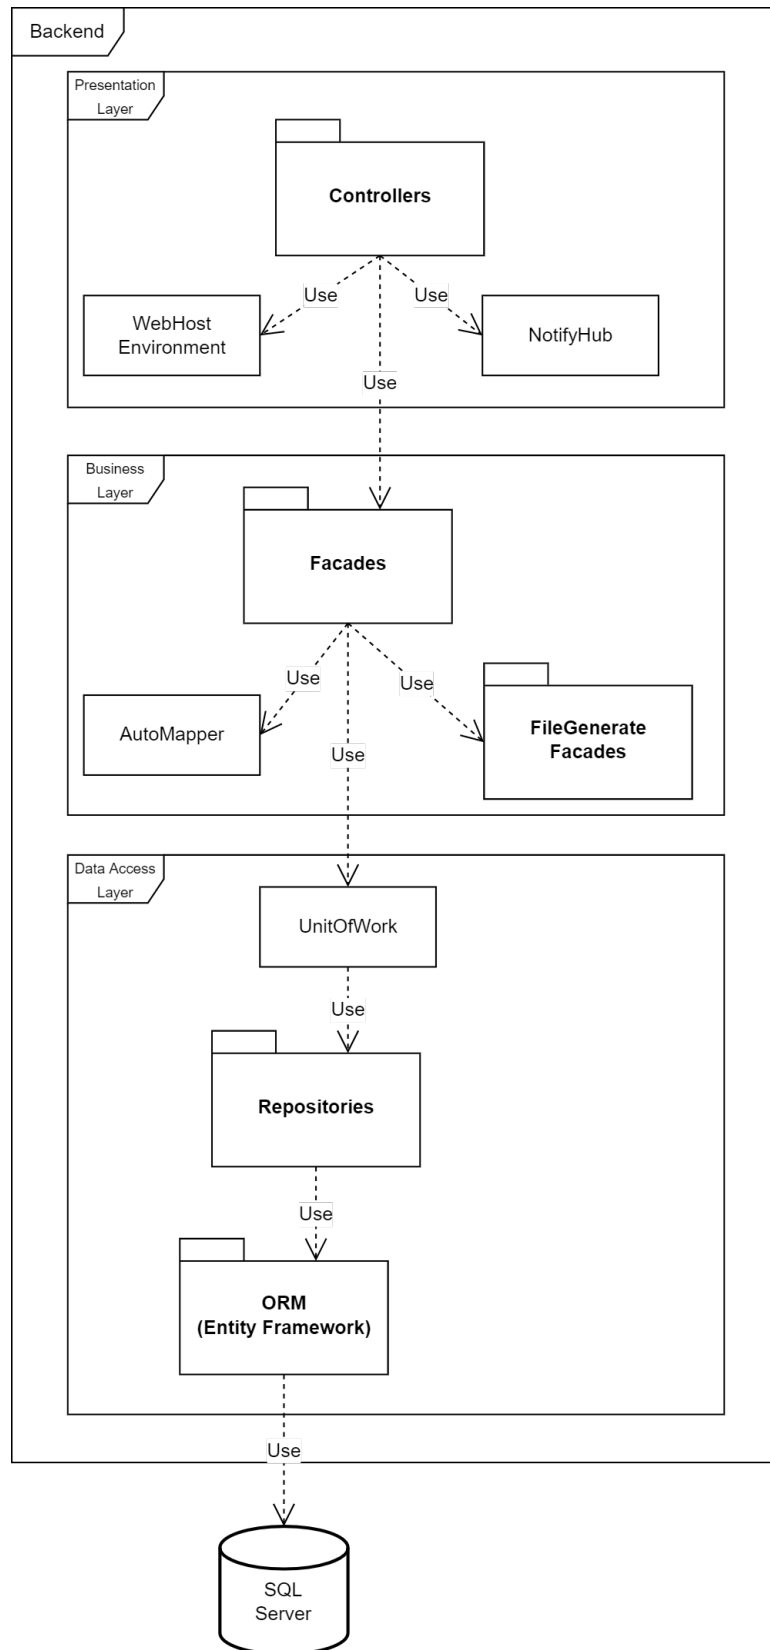 Backend
Presentation
Layer
Controllers
Use
Use
WebHost
Environment
NotifyHub
Use
Business
Layer
Facades
Use
Use
AutoMapper
FileGenerate
Facades
Use
Data Access
Layer
UnitOfWork
Use
Repositories
Use
ORM
(Entity Framework)
Use
SQL
Server